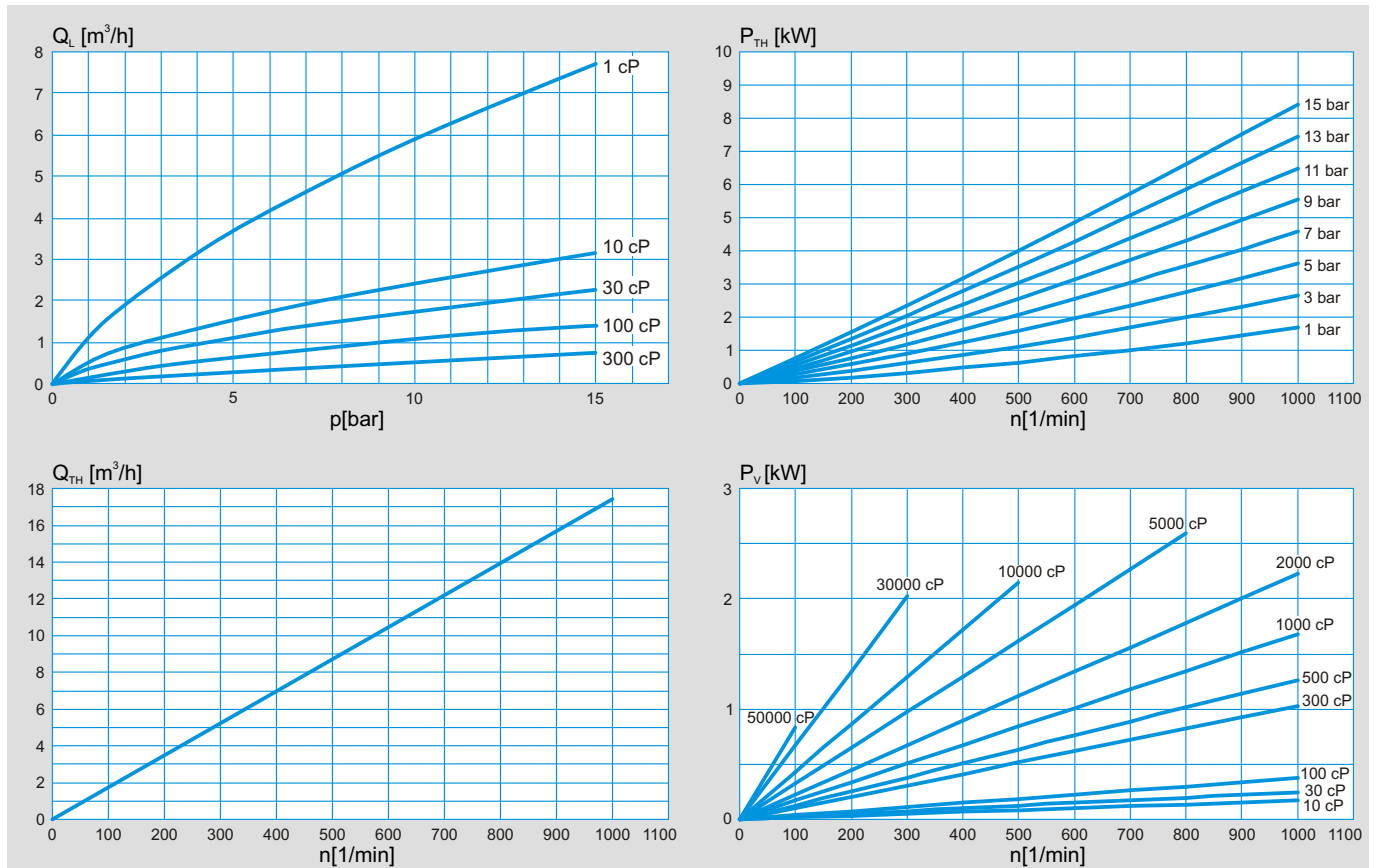 Q_L [m³/h]
8
7
6
5
4
3
2
1
0
1 cP
10 cP
30 cP
100 cP
300 cP
0 5 10 15
p[bar]
P_TH [kW]
10
9
8
7
6
5
4
3
2
1
0
15 bar
13 bar
11 bar
9 bar
7 bar
5 bar
3 bar
1 bar
0 100 200 300 400 500 600 700 800 900 1000 1100
n[1/min]
Q_TH [m³/h]
18
16
14
12
10
8
6
4
2
0
0 100 200 300 400 500 600 700 800 900 1000 1100
n[1/min]
P_V [kW]
3
2
1
0
50000 cP
30000 cP
10000 cP
5000 cP
2000 cP
1000 cP
500 cP
300 cP
100 cP
30 cP
10 cP
0 100 200 300 400 500 600 700 800 900 1000 1100
n[1/min]